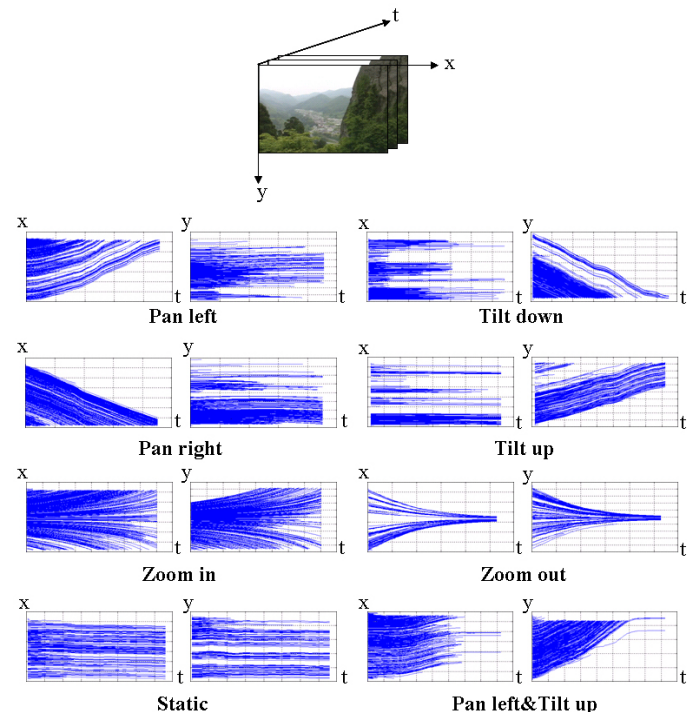 t
x
y
x
y
x
y
t
t
t
t
Pan left
Tilt down
x
y
x
y
t
t
t
t
Pan right
Tilt up
x
y
x
y
t
t
t
t
Zoom in
Zoom out
x
y
x
y
t
t
t
t
Static
Pan left&Tilt up